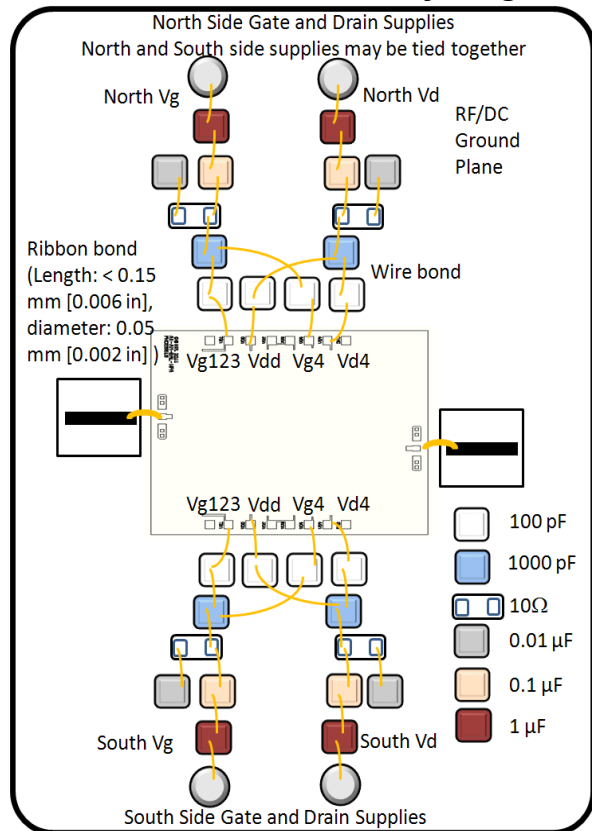 North Side Gate and Drain Supplies
North and South side supplies may be tied together
North Vg
North Vd
RF/DC
Ground
Plane
Ribbon bond
(Length: < 0.15
mm [0.006 in],
diameter: 0.05
mm [0.002 in] )
Wire bond
Vg123 Vdd Vg4 Vd4
Vg123 Vdd Vg4 Vd4
100 pF
1000 pF
10Ω
0.01 µF
0.1 µF
1 µF
South Vg
South Vd
South Side Gate and Drain Supplies